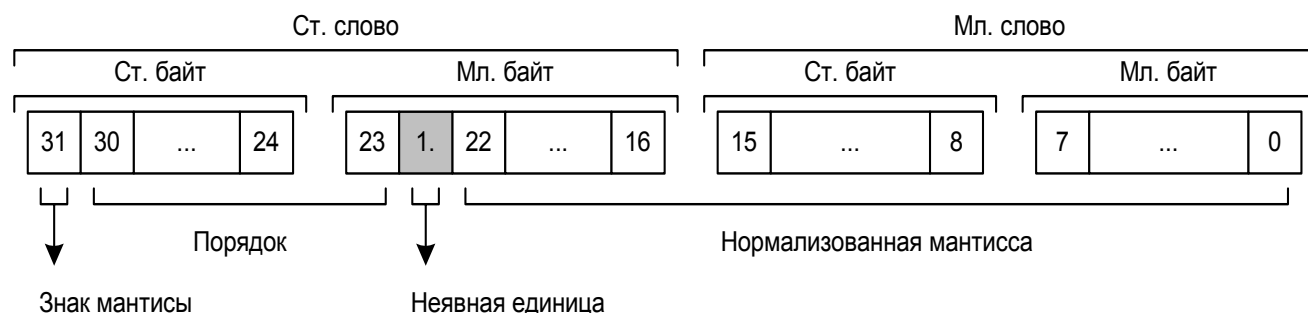 Ст. слово Мл. слово
Ст. байт Мл. байт Ст. байт Мл. байт
31 30 ... 24 23 1. 22 ... 16 15 ... 8 7 ... 0
Порядок Нормализованная мантисса
Знак мантисы Неявная единица